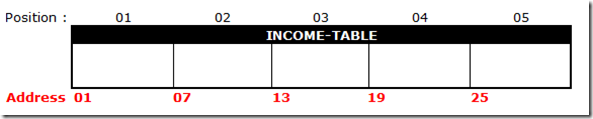 Position : 01 02 03 04 05
INCOME-TABLE
Address 01 07 13 19 25